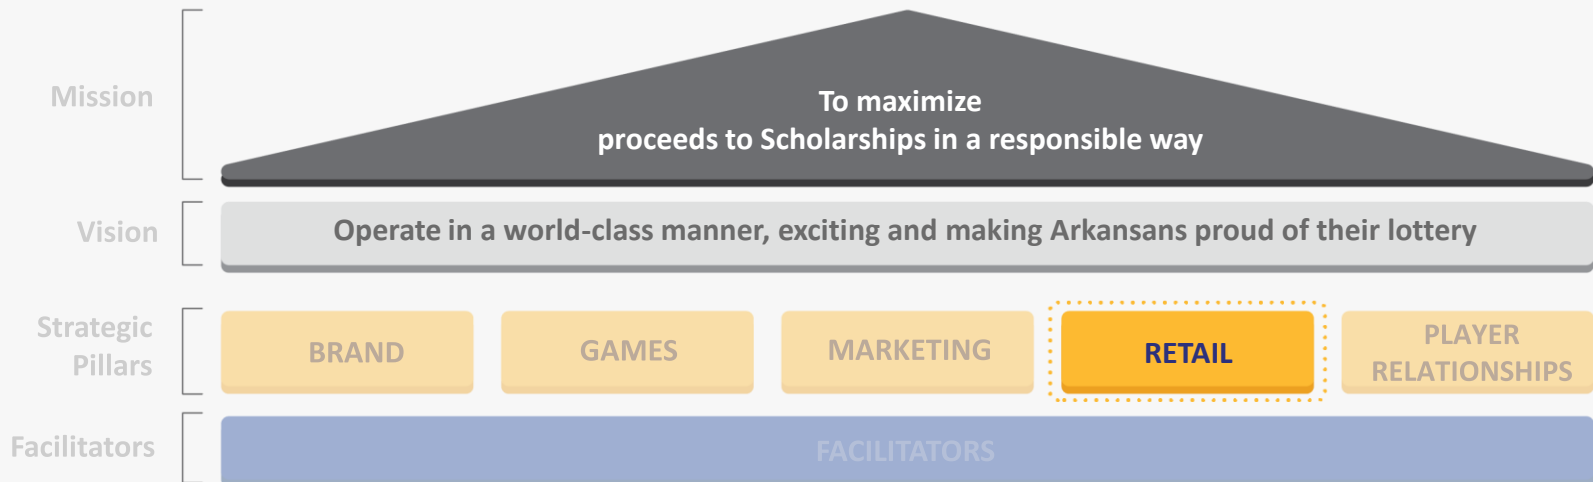 Mission
To maximize
proceeds to Scholarships in a responsible way
Vision
Operate in a world-class manner, exciting and making Arkansans proud of their lottery
Strategic
Pillars
BRAND
GAMES
MARKETING
RETAIL
PLAYER
RELATIONSHIPS
Facilitators
FACILITATORS